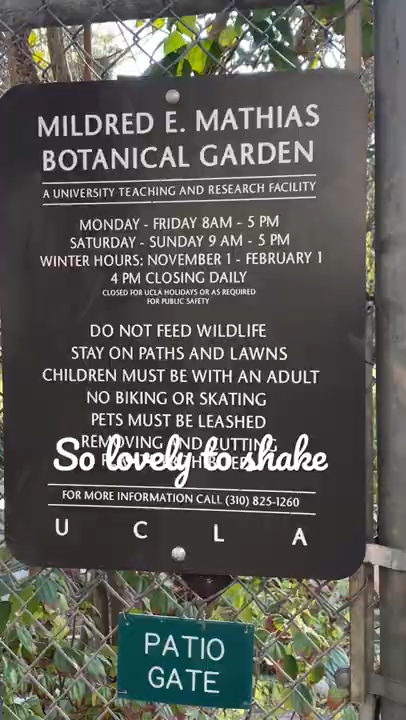 MILDRED E. MATHIAS
BOTANICAL GARDEN
A UNIVERSITY TEACHING AND RESEARCH FACILITY
MONDAY - FRIDAY 8AM - 5 PM
SATURDAY - SUNDAY 9 AM - 5 PM
WINTER HOURS: NOVEMBER 1 - FEBRUARY 1
4 PM CLOSING DAILY
CLOSED FOR UCLA HOLIDAYS OR AS REQUIRED
FOR PUBLIC SAFETY
DO NOT FEED WILDLIFE
STAY ON PATHS AND LAWNS
CHILDREN MUST BE WITH AN ADULT
NO BIKING OR SKATING
PETS MUST BE LEASHED
REMOVING AND CUTTING
So lovely to shake
FOR MORE INFORMATION CALL (310) 825-1260
U C L A
PATIO
GATE